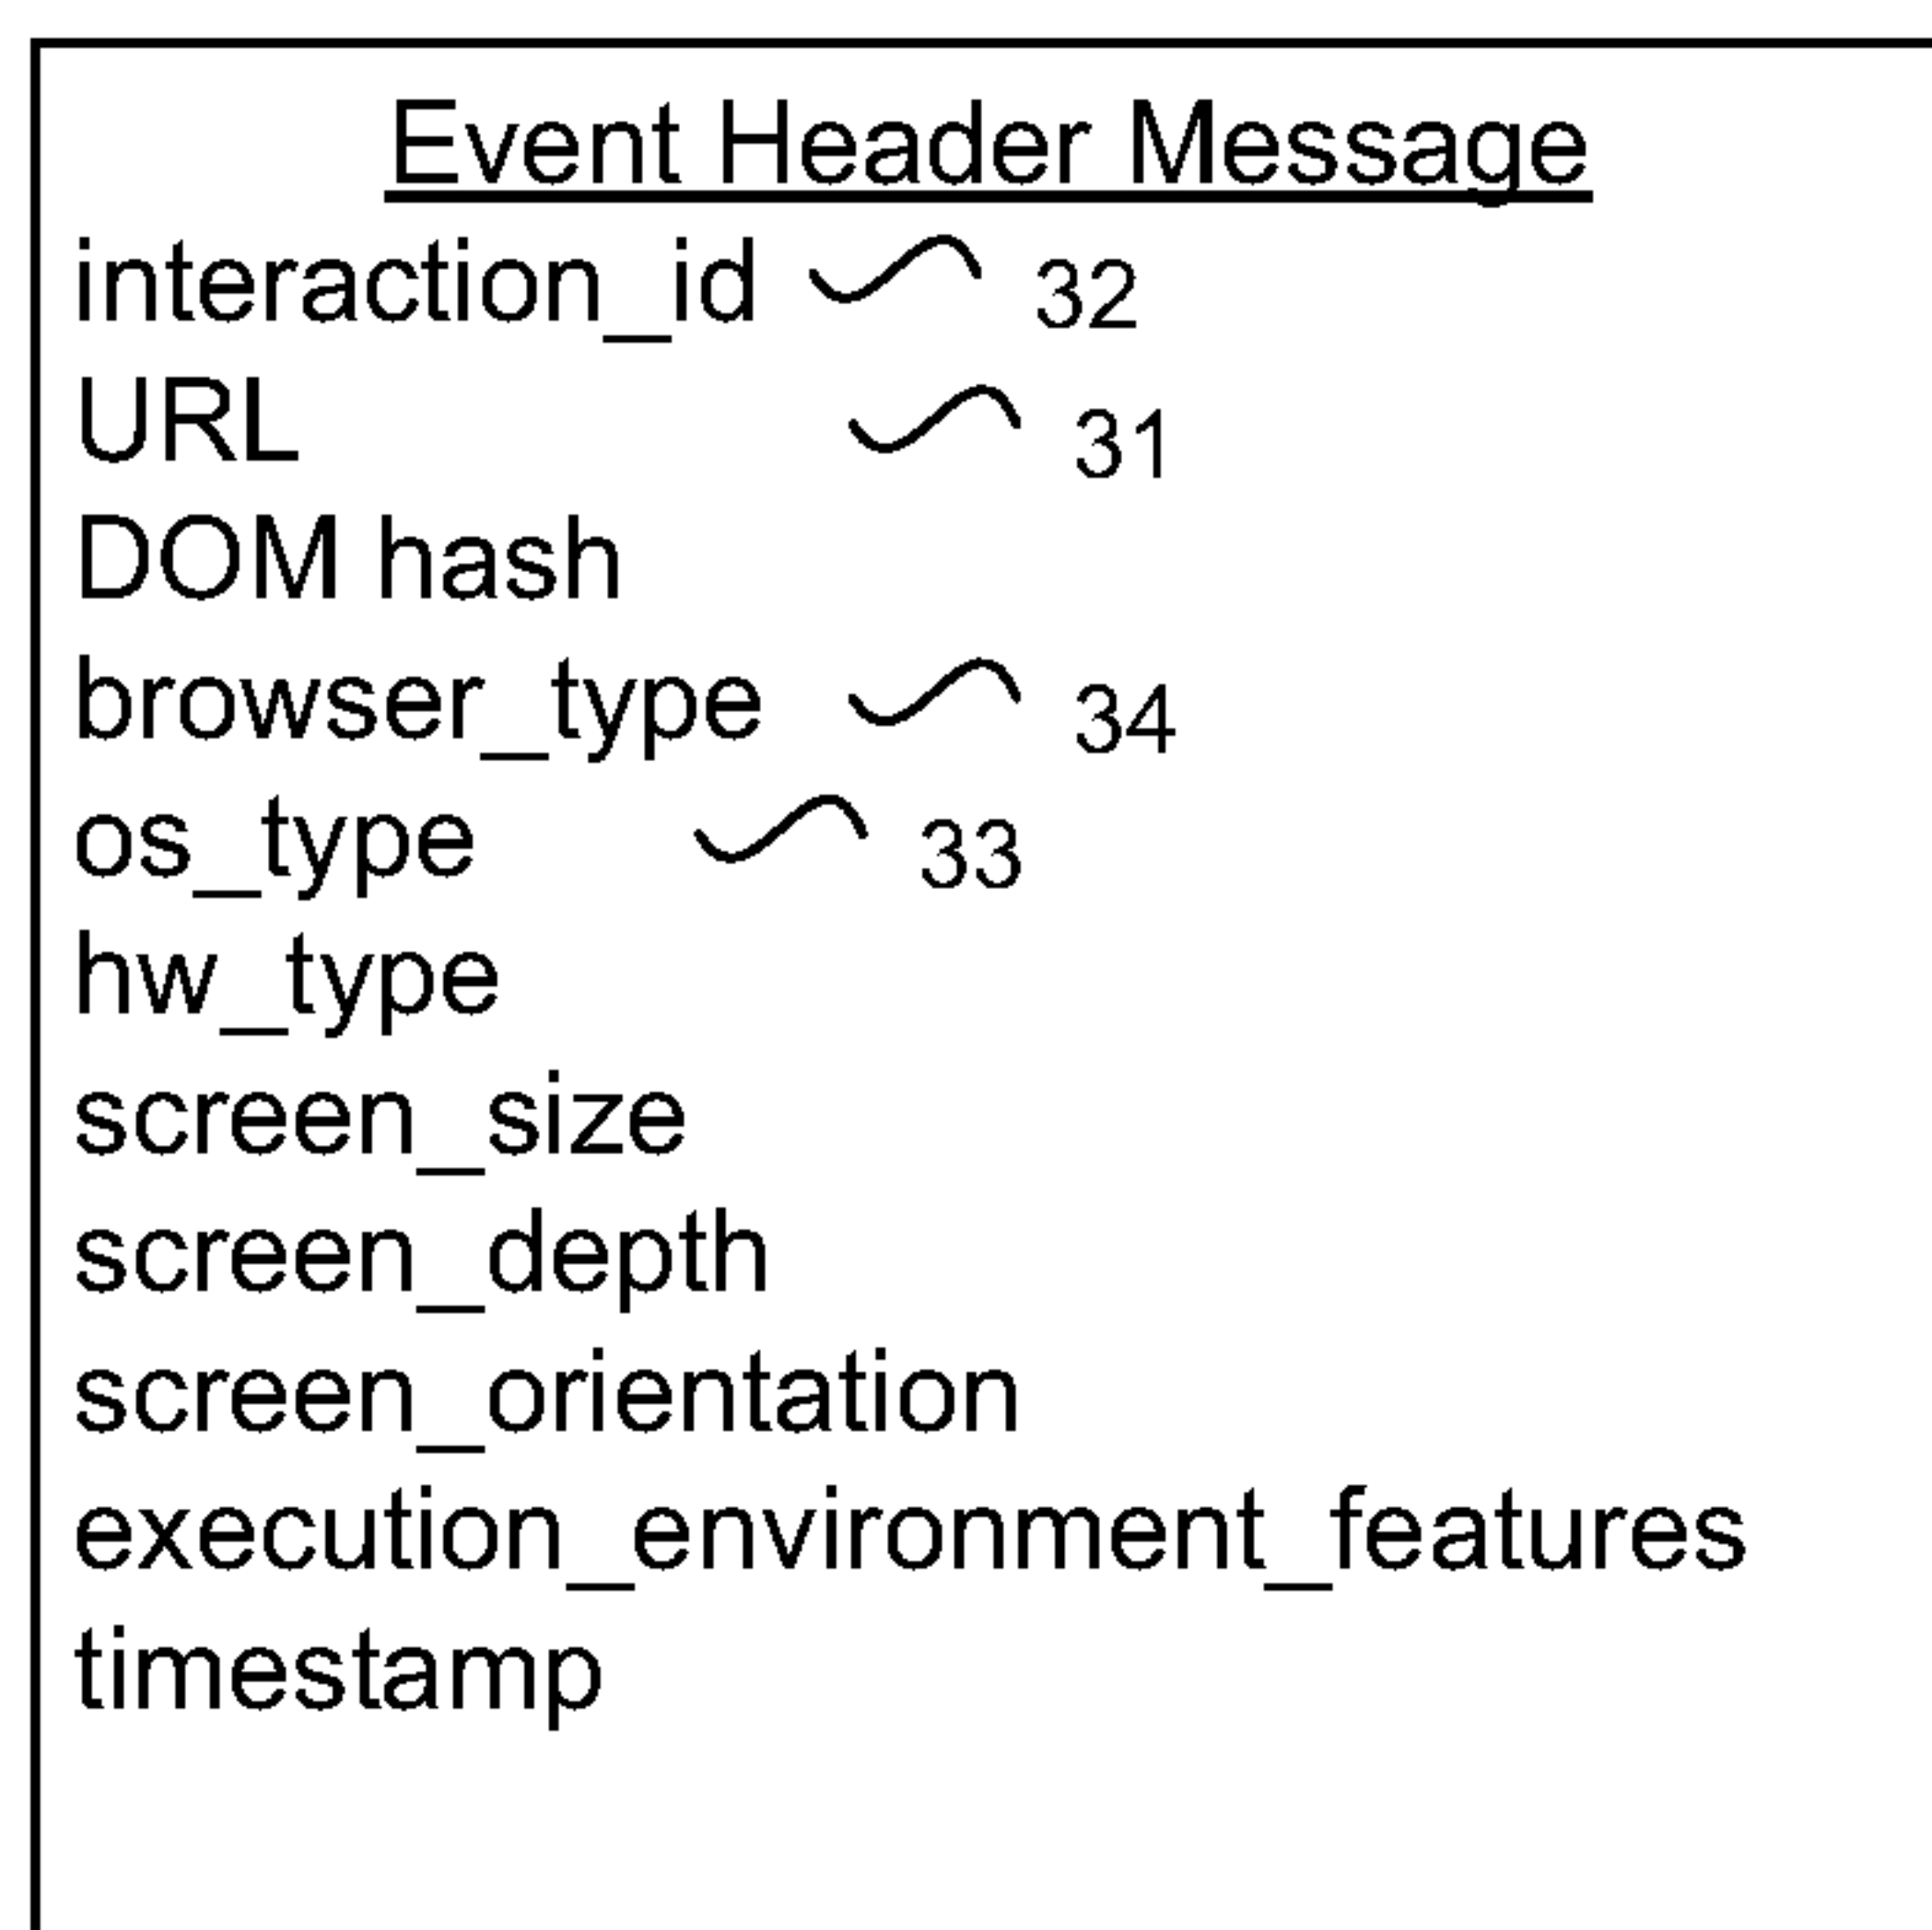 Event Header Message
interaction_id 32
URL 31
DOM hash
browser_type 34
os_type 33
hw_type
screen_size
screen_depth
screen_orientation
execution_environment_features
timestamp